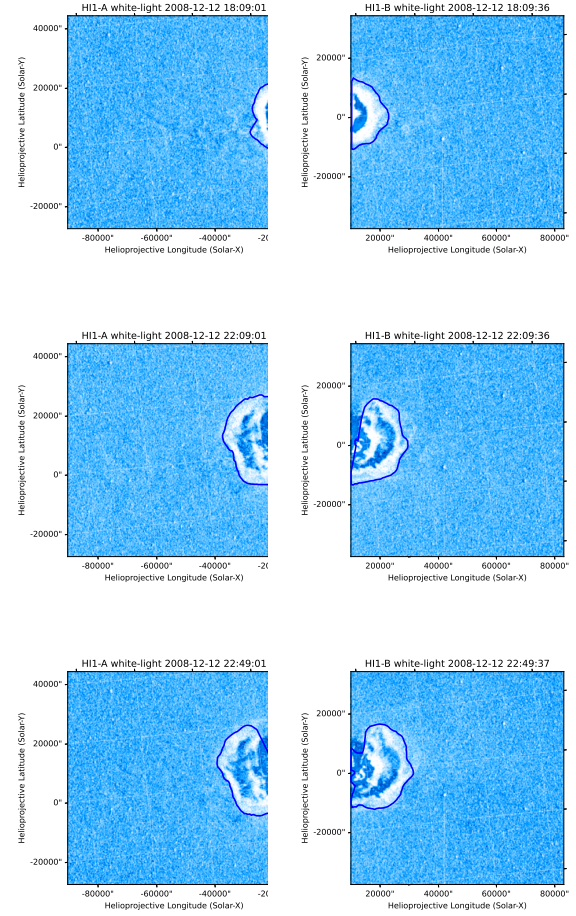 HI1-A white-light 2008-12-12 18:09:01
HI1-B white-light 2008-12-12 18:09:36
40000"
20000"
0"
-20000"
Helioprojective Latitude (Solar-Y)
-80000" -60000" -40000" -20
Helioprojective Longitude (Solar-X)
20000"
0"
-20000"
Helioprojective Latitude (Solar-Y)
20000" 40000" 60000" 80000"
Helioprojective Longitude (Solar-X)
HI1-A white-light 2008-12-12 22:09:01
HI1-B white-light 2008-12-12 22:09:36
40000"
20000"
0"
-20000"
Helioprojective Latitude (Solar-Y)
-80000" -60000" -40000" -20
Helioprojective Longitude (Solar-X)
20000"
0"
-20000"
Helioprojective Latitude (Solar-Y)
20000" 40000" 60000" 80000"
Helioprojective Longitude (Solar-X)
HI1-A white-light 2008-12-12 22:49:01
HI1-B white-light 2008-12-12 22:49:37
40000"
20000"
0"
-20000"
Helioprojective Latitude (Solar-Y)
-80000" -60000" -40000" -20
Helioprojective Longitude (Solar-X)
20000"
0"
-20000"
Helioprojective Latitude (Solar-Y)
20000" 40000" 60000" 80000"
Helioprojective Longitude (Solar-X)